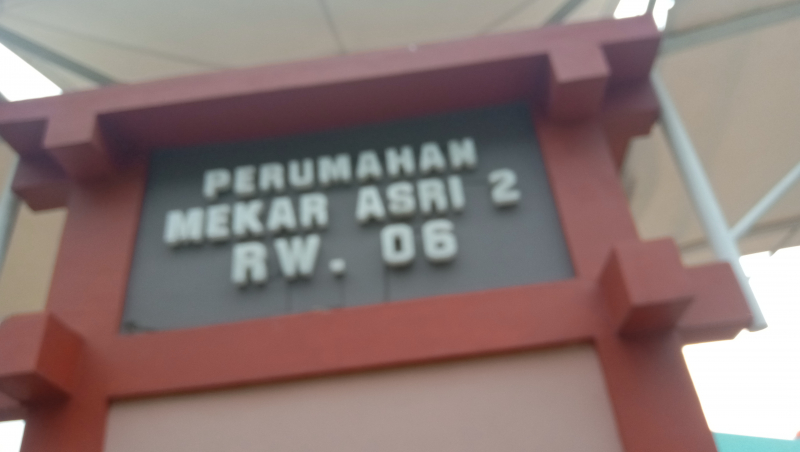 PERUMAHAN
MEKAR ASRI 2
RW. 06